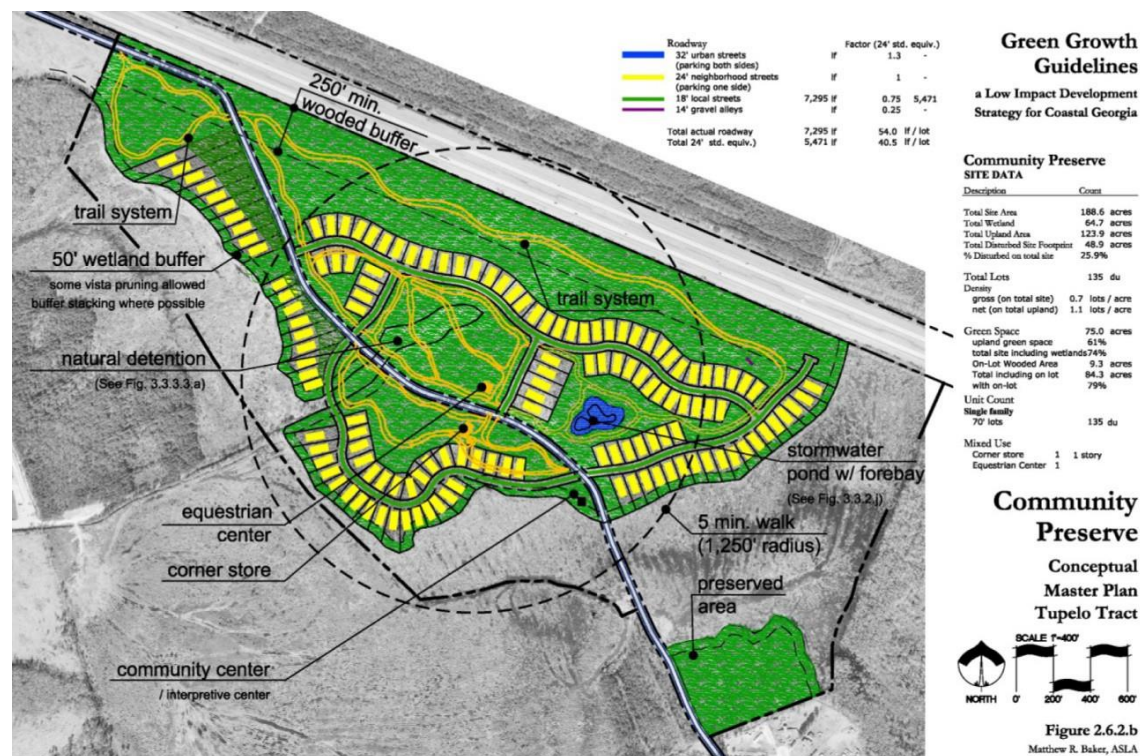 Green Growth
Guidelines
a Low Impact Development
Strategy for Coastal Georgia
Roadway Factor (24' std. equiv.)
32' urban streets lf 1.3 -
(parking both sides)
24' neighborhood streets lf 1 -
(parking one side)
18' local streets 7,295 lf 0.75 5,471
14' gravel alleys lf 0.25 -
Total actual roadway 7,295 lf 54.0 lf / lot
Total 24' std. equiv.) 5,471 lf 40.5 lf / lot
Community Preserve
SITE DATA
Description Count
Total Site Area 188.6 acres
Total Wetland 64.7 acres
Total Upland Area 123.9 acres
Total Disturbed Site Footprint 48.9 acres
% Disturbed on total site 25.9%
Total Lots 135 du
Density
gross (on total site) 0.7 lots / acre
net (on total upland) 1.1 lots / acre
Green Space 75.0 acres
upland green space 61%
total site including wetlands 74%
On-Lot Wooded Area 9.3 acres
Total including on lot 84.3 acres
with on-lot 79%
Unit Count
Single family
70' lots 135 du
Mixed Use
Corner store 1 1 story
Equestrian Center 1
250' min.
wooded buffer
trail system
50' wetland buffer
some vista pruning allowed
buffer stacking where possible
trail system
natural detention
(See Fig. 3.3.3.3.a)
stormwater
pond w/ forebay
(See Fig. 3.3.2.j)
equestrian
center
5 min. walk
(1,250' radius)
corner store
preserved
area
community center
/ interpretive center
Community
Preserve
Conceptual
Master Plan
Tupelo Tract
SCALE 1"=400'
NORTH 0' 200' 400' 600'
Figure 2.6.2.b
Matthew R. Baker, ASLA